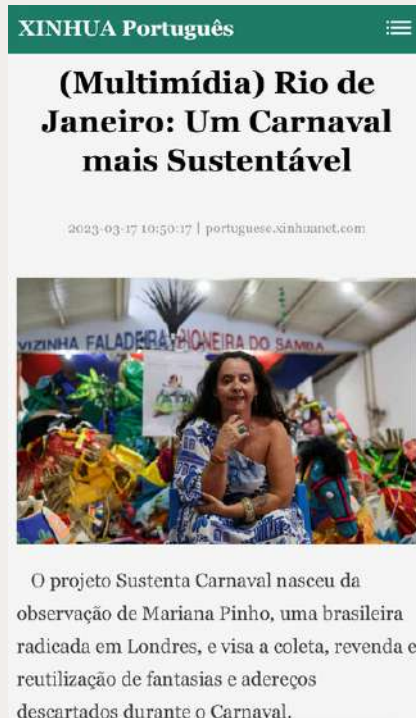 XINHUA Português
(Multimídia) Rio de
Janeiro: Um Carnaval
mais Sustentável
2023-03-17 10:50:17 | portuguese.xinhuanet.com
VIZINHA FALADEIRA PIONEIRA DO SAMBA
O projeto Sustenta Carnaval nasceu da
observação de Mariana Pinho, uma brasileira
radicada em Londres, e visa a coleta, revenda e
reutilização de fantasias e adereços
descartados durante o Carnaval.